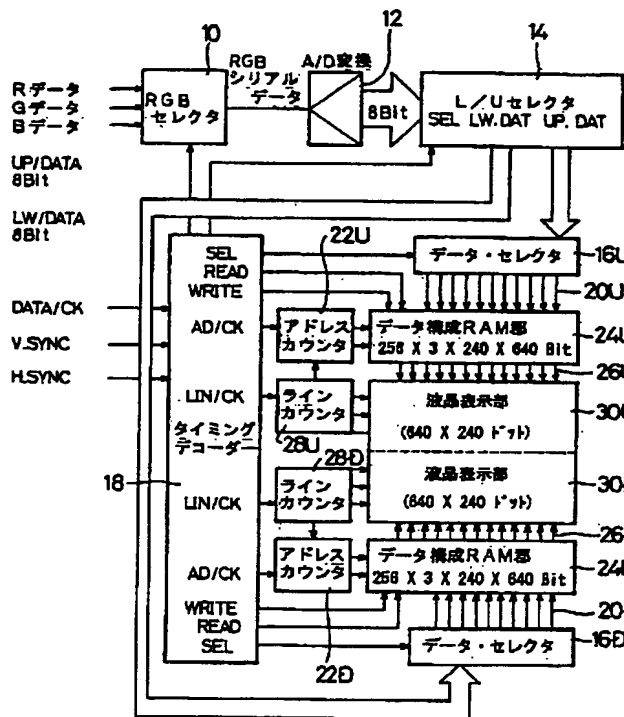 10
12
14
RGB
シリアル
データ
A/D変換
Rデータ
Gデータ
Bデータ
RGB
セレクタ
8Bit
L/Uセレクタ
SEL LW.DAT UP.DAT
UP/DATA
8Bit
LW/DATA
8Bit
22U
SEL
READ
WRITE
データ・セレクタ
16U
20U
DATA/CK
V.SYNC
H.SYNC
AD/CK
アドレス
カウンタ
データ構成RAM部
256 X 3 X 240 X 640 Bit
24U
26U
LIN/CK
ライン
カウンタ
28U
液晶表示部
(640 X 240 ドット)
30U
タイミング
デコーダー
18
28D
LIN/CK
ライン
カウンタ
液晶表示部
(640 X 240 ドット)
30
26
AD/CK
アドレス
カウンタ
データ構成RAM部
256 X 3 X 240 X 640 Bit
24
WRITE
READ
SEL
20
22D
データ・セレクタ
16D